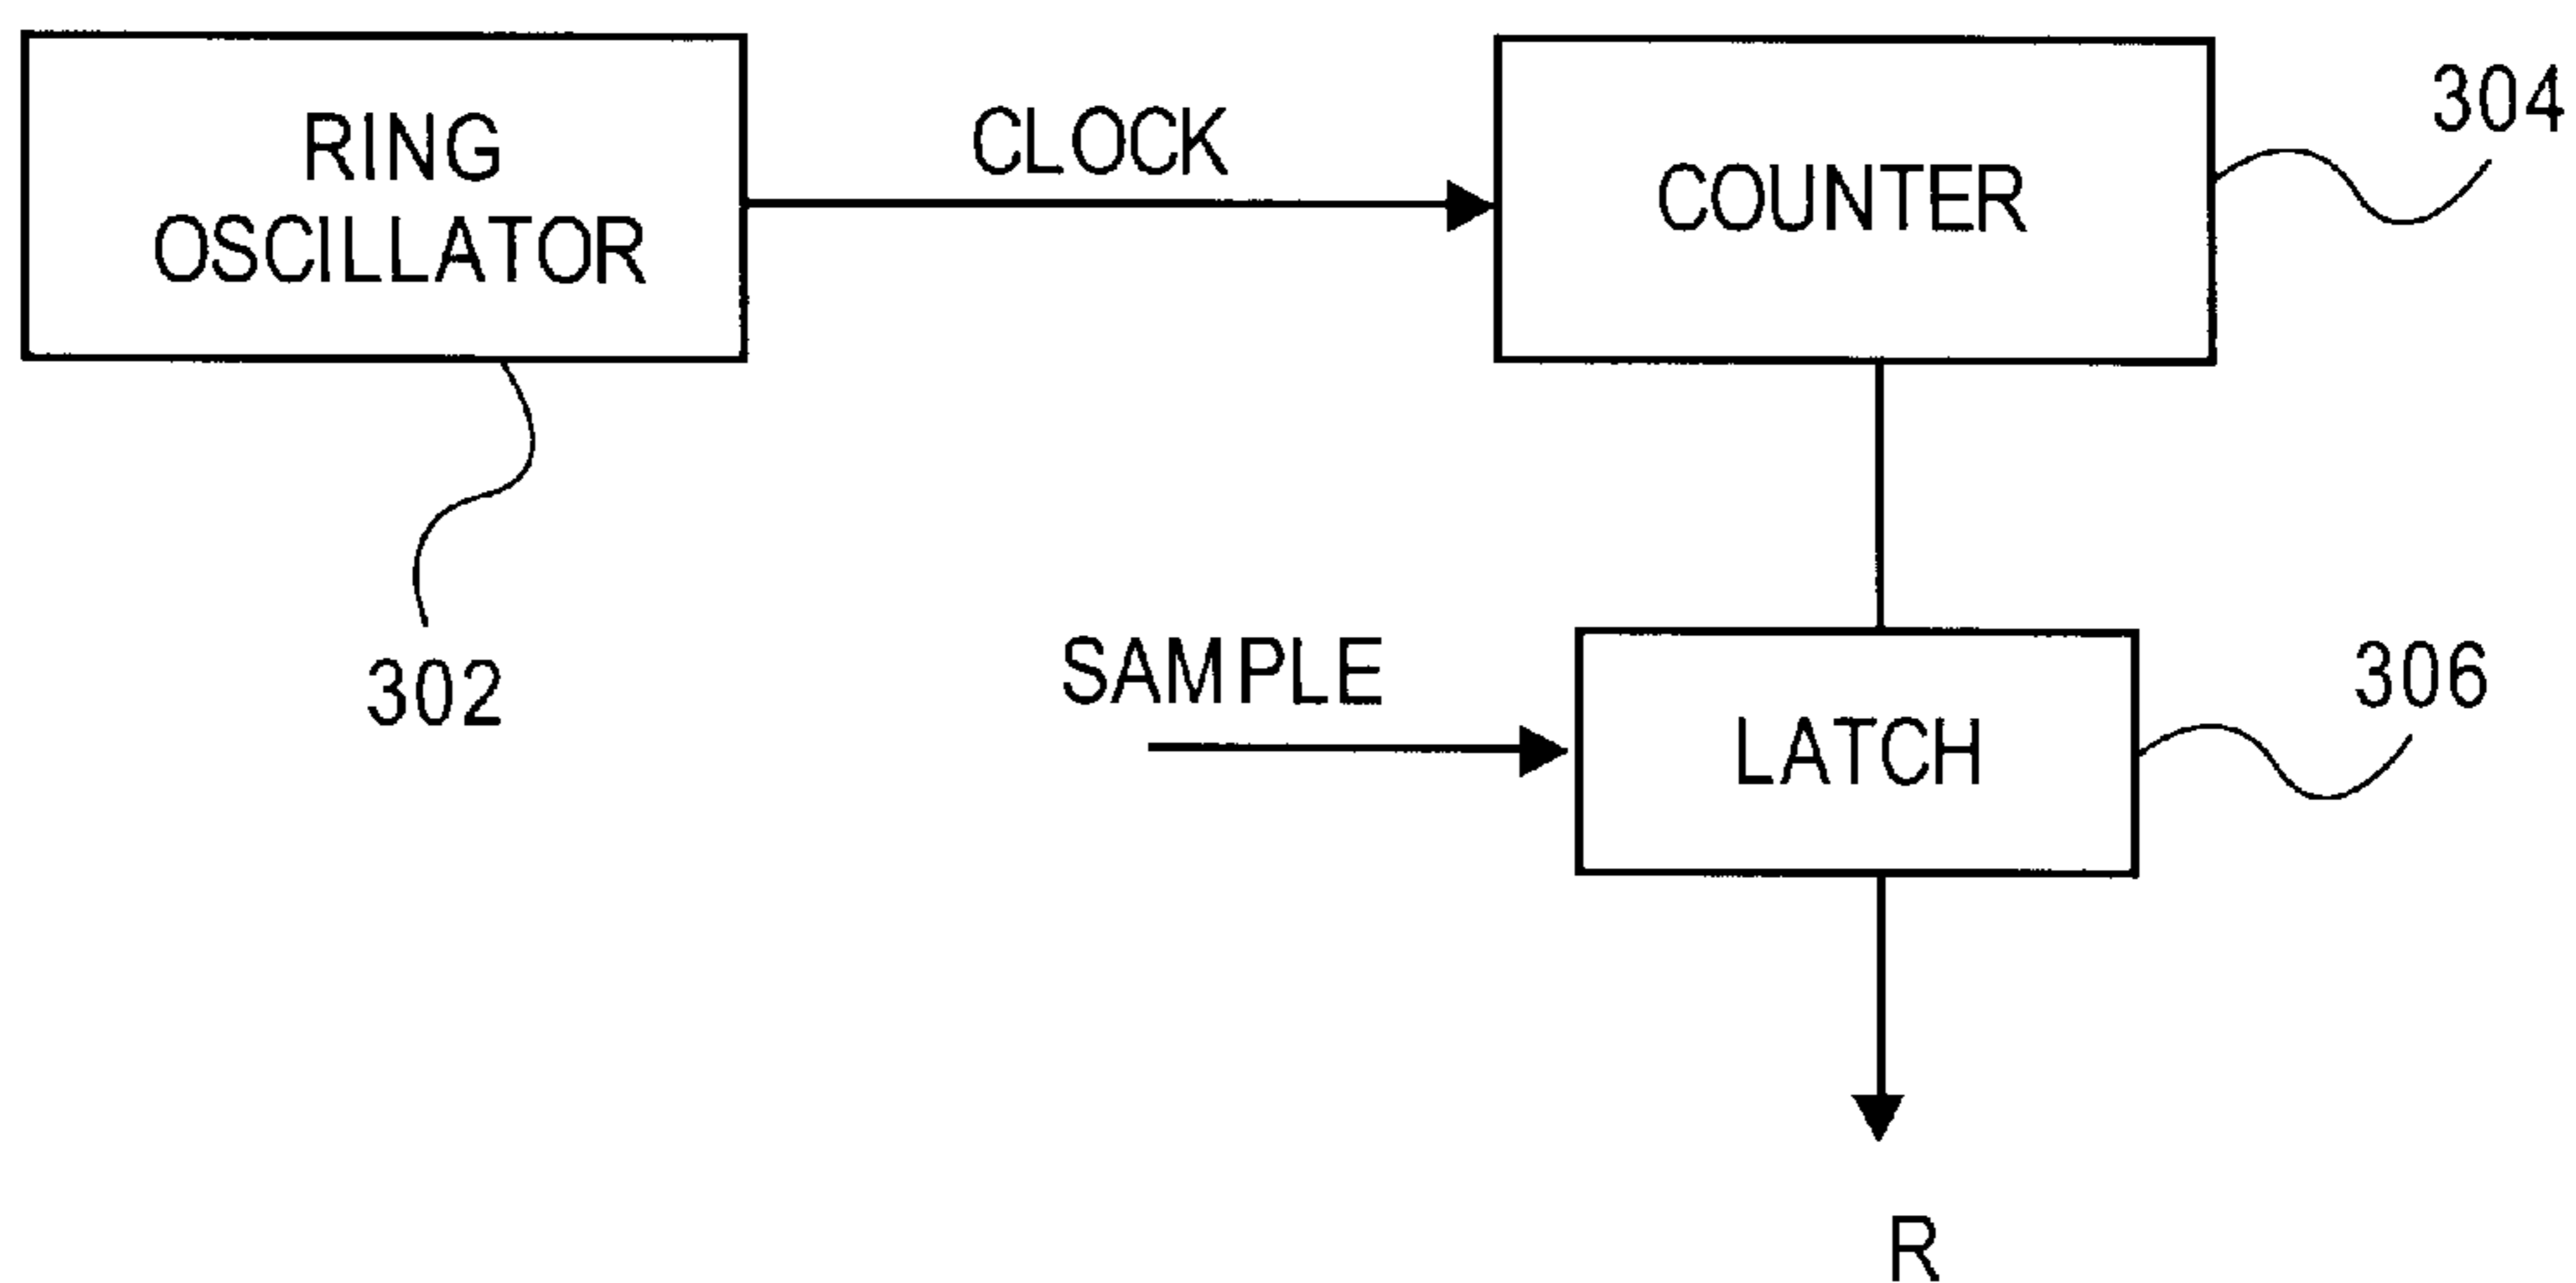 RING
OSCILLATOR
CLOCK
COUNTER
304
302
SAMPLE
LATCH
306
R